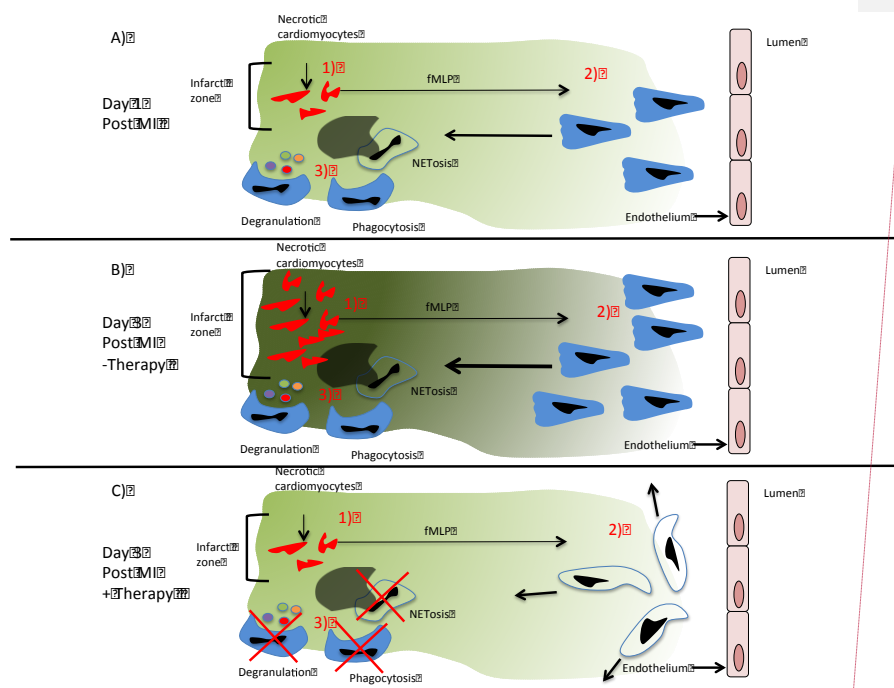 A)
Necrotic
cardiomyocytes
Lumen
1)
fMLP
2)
Infarct
zone
Day 1
Post MI
NETosis
3)
Degranulation
Phagocytosis
Endothelium
B)
Necrotic
cardiomyocytes
Lumen
1)
fMLP
2)
Infarct
zone
Day 3
Post MI
-Therapy
NETosis
3)
Degranulation
Phagocytosis
Endothelium
C)
Necrotic
cardiomyocytes
Lumen
1)
fMLP
2)
Infarct
zone
Day 3
Post MI
+ Therapy
NETosis
3)
Degranulation
Phagocytosis
Endothelium